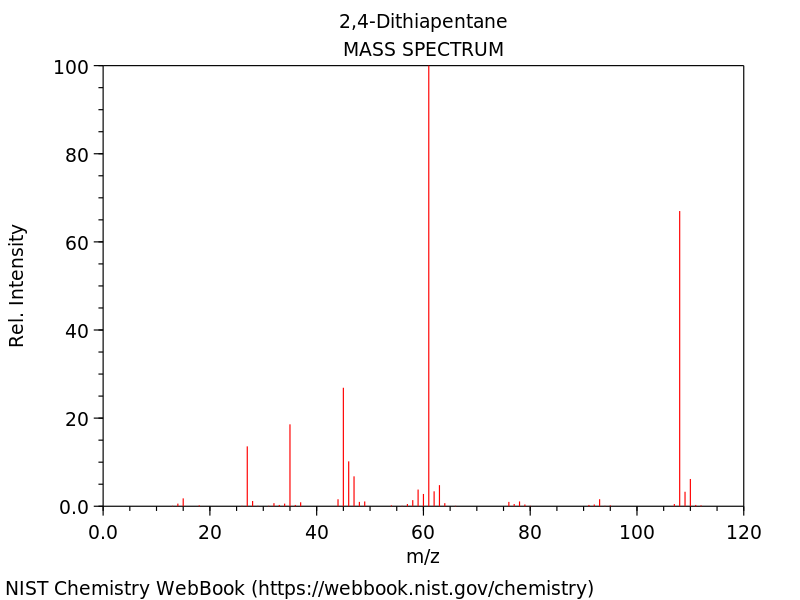 2,4-Dithiapentane
MASS SPECTRUM
100
80
60
40
20
0.0
Rel. Intensity
0.0 20 40 60 80 100 120
m/z
NIST Chemistry WebBook (https://webbook.nist.gov/chemistry)